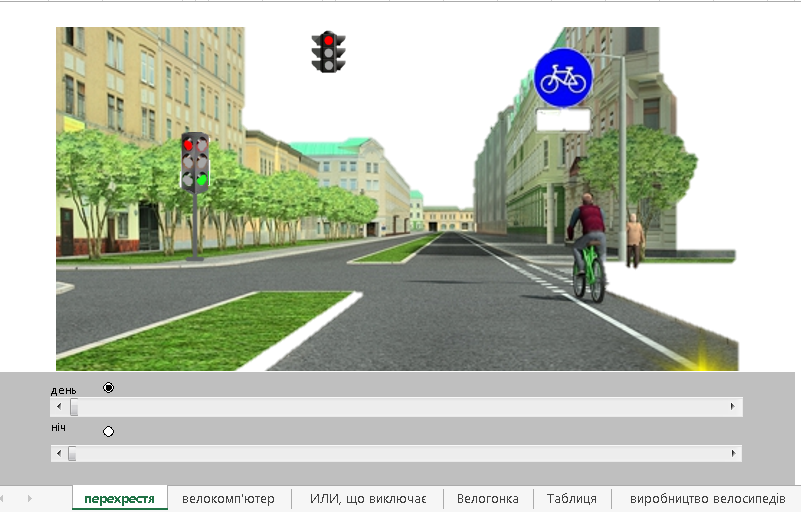 день
ніч
перехрестя
велокомп'ютер
ИЛИ, що виключає
Велогонка
Таблиця
виробництво велосипедів